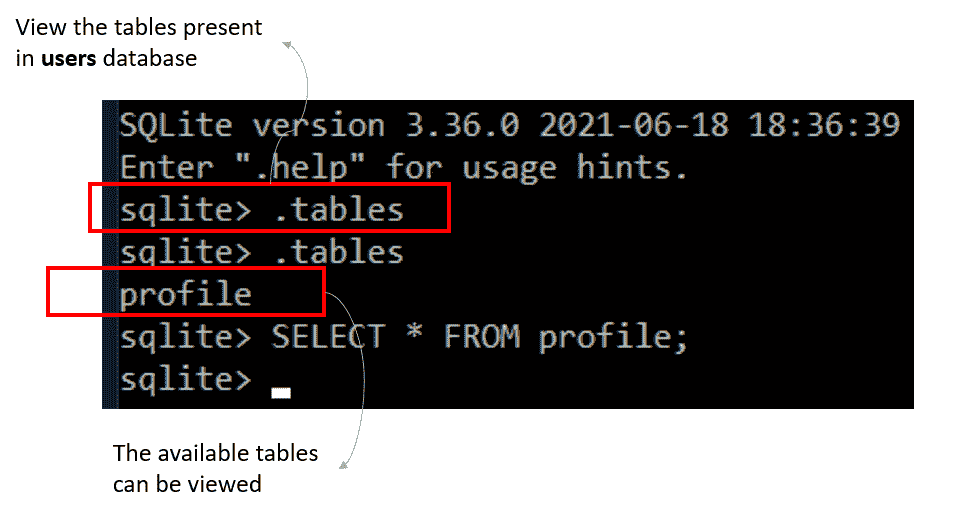 View the tables present
in users database
SQLite version 3.36.0 2021-06-18 18:36:39
Enter ".help" for usage hints.
sqlite> .tables
sqlite> .tables
profile
sqlite> SELECT * FROM profile;
sqlite>
The available tables
can be viewed